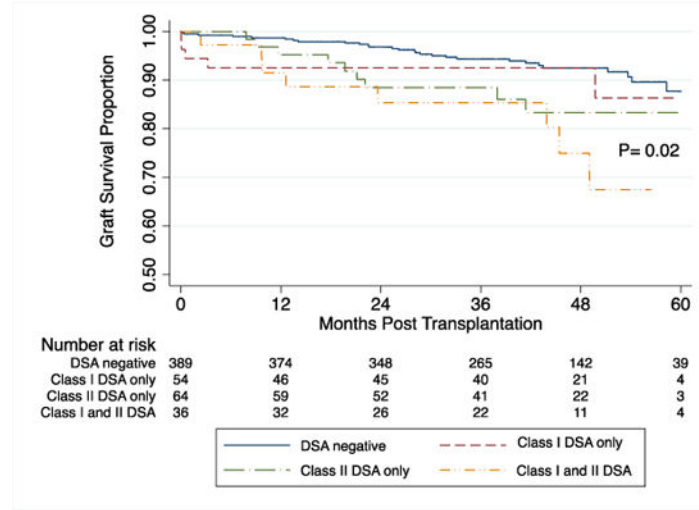 Graft Survival Proportion
1.00
0.90
0.80
0.70
0.60
0.50
P= 0.02
0 12 24 36 48 60
Months Post Transplantation
Number at risk
DSA negative 389 374 348 265 142 39
Class I DSA only 54 46 45 40 21 4
Class II DSA only 64 59 52 41 22 3
Class I and II DSA 36 32 26 22 11 4
DSA negative Class I DSA only
Class II DSA only Class I and II DSA